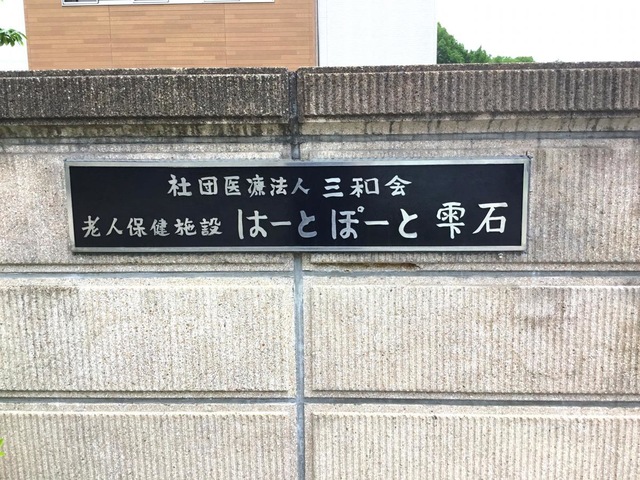 社団医療法人 三和会
老人保健施設 はーとぽーと雫石